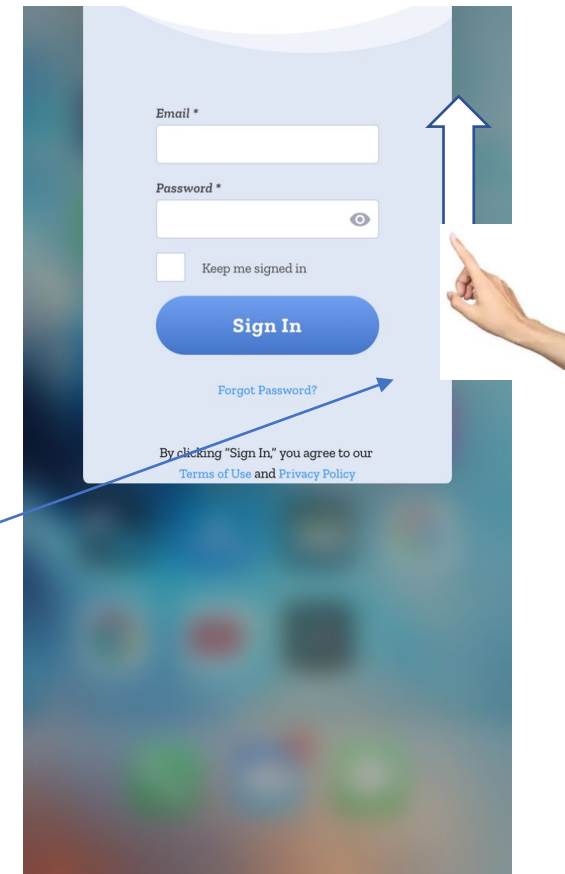 Email *
Password *
Keep me signed in
Sign In
Forgot Password?
By clicking "Sign In," you agree to our
Terms of Use and Privacy Policy